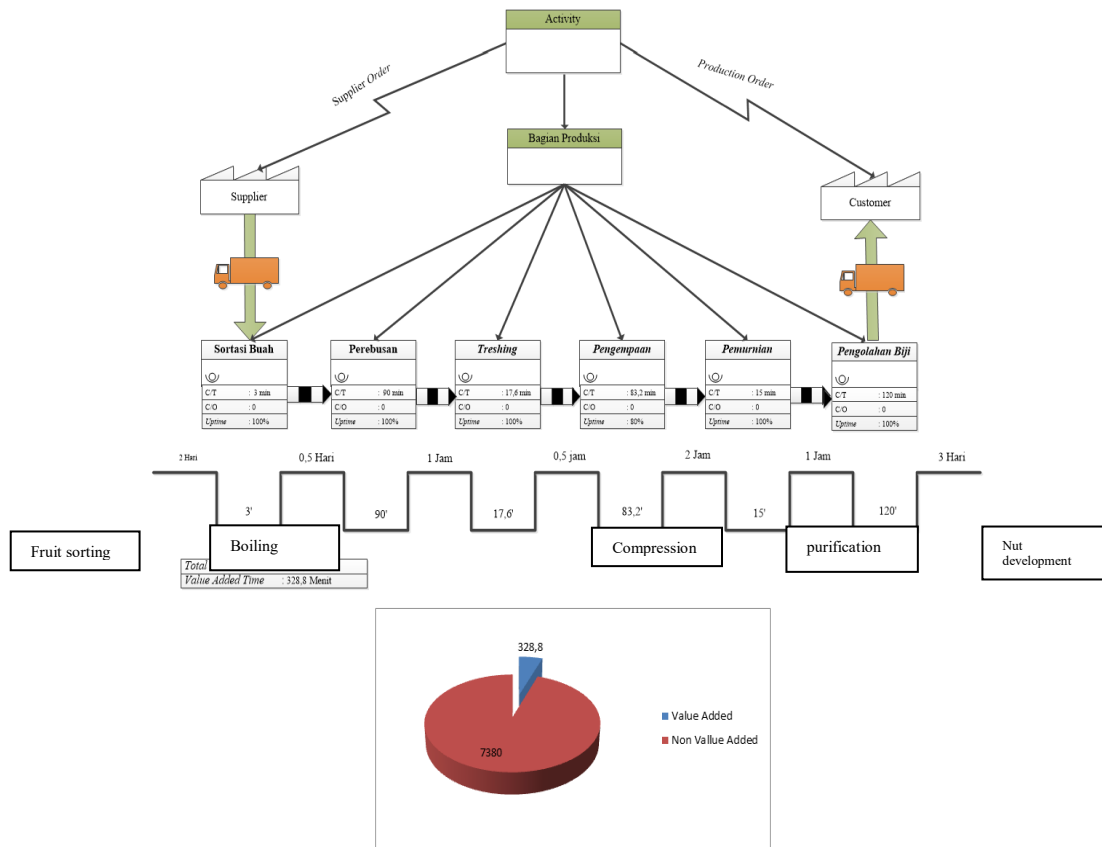 Activity
Supplier Order
Production Order
Bagian Produksi
Supplier
Customer
Sortasi Buah
C/T : 3 min
C/O : 0
Uptime : 100%
Perebusan
C/T : 90 min
C/O : 0
Uptime : 100%
Treshing
C/T : 17,6 min
C/O : 0
Uptime : 100%
Pengempaan
C/T : 83,2 min
C/O : 0
Uptime : 80%
Pemurnian
C/T : 15 min
C/O : 0
Uptime : 100%
Pengolahan Biji
C/T : 120 min
C/O : 0
Uptime : 100%
2 Hari
0,5 Hari
1 Jam
0,5 jam
2 Jam
1 Jam
3 Hari
3'
90'
17,6'
83,2'
15'
120'
Fruit sorting
Boiling
Compression
purification
Nut
development
Total
Value Added Time : 328,8 Menit
328,8
7380
Value Added
Non Vallue Added